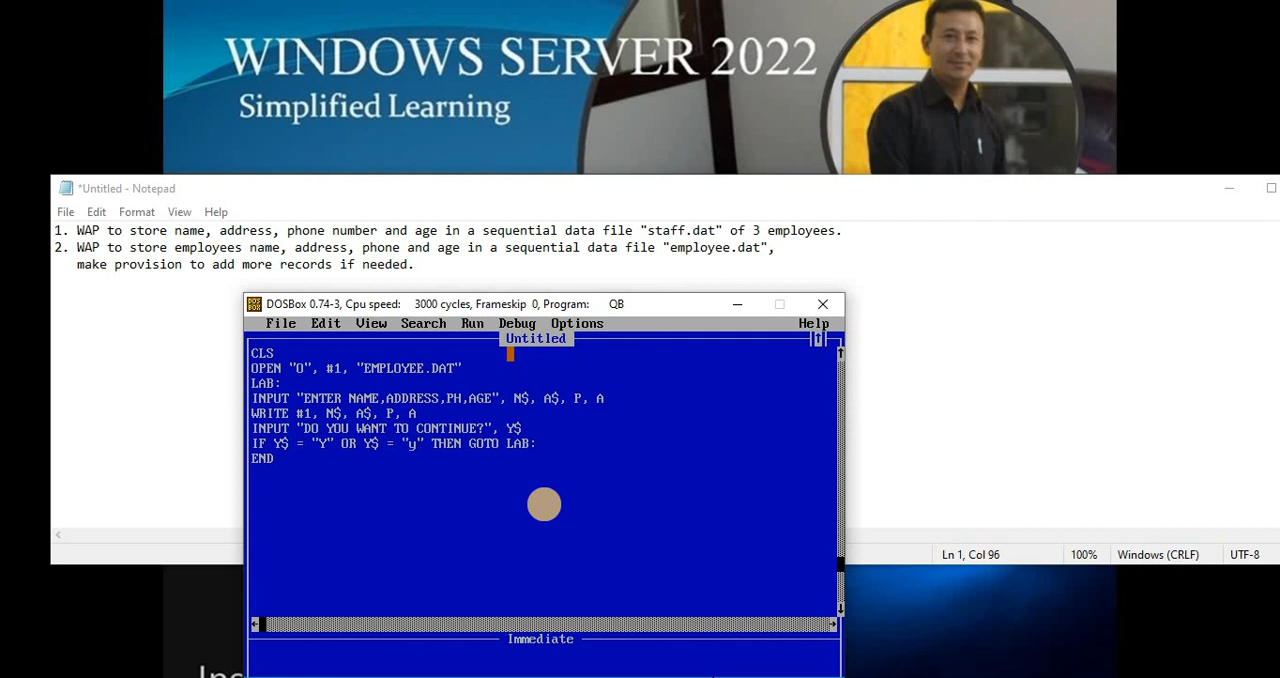 WINDOWS SERVER 2022
Simplified Learning
*Untitled - Notepad
File Edit Format View Help
1. WAP to store name, address, phone number and age in a sequential data file "staff.dat" of 3 employees.
2. WAP to store employees name, address, phone and age in a sequential data file "employee.dat",
make provision to add more records if needed.
DOSBox 0.74-3, Cpu speed: 3000 cycles, Frameskip 0, Program: QB
File Edit View Search Run Debug Options Help
Untitled
CLS
OPEN "O", #1, "EMPLOYEE.DAT"
LAB:
INPUT "ENTER NAME,ADDRESS,PH,AGE", N$, A$, P, A
WRITE #1, N$, A$, P, A
INPUT "DO YOU WANT TO CONTINUE?", Y$
IF Y$ = "Y" OR Y$ = "y" THEN GOTO LAB:
END
Ln 1, Col 96 100% Windows (CRLF) UTF-8
Immediate